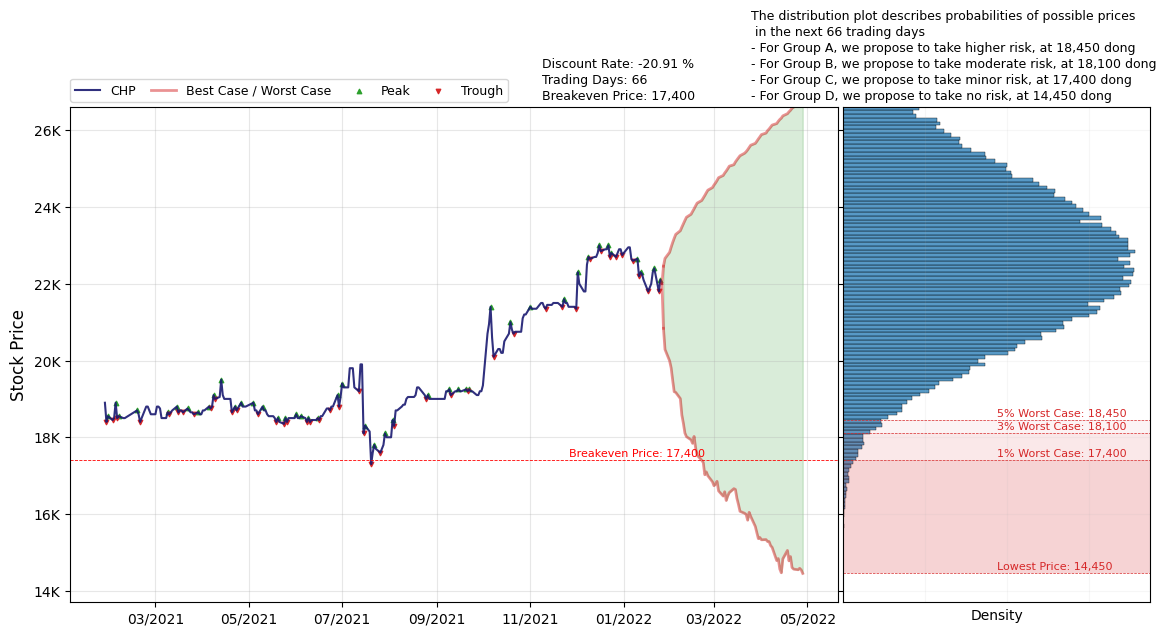 The distribution plot describes probabilities of possible prices
in the next 66 trading days
- For Group A, we propose to take higher risk, at 18,450 dong
- For Group B, we propose to take moderate risk, at 18,100 dong
- For Group C, we propose to take minor risk, at 17,400 dong
- For Group D, we propose to take no risk, at 14,450 dong
Discount Rate: -20.91 %
Trading Days: 66
Breakeven Price: 17,400
CHP Best Case / Worst Case Peak Trough
Stock Price
26K
24K
22K
20K
18K
16K
14K
Breakeven Price: 17,400
5% Worst Case: 18,450
3% Worst Case: 18,100
1% Worst Case: 17,400
Lowest Price: 14,450
03/2021 05/2021 07/2021 09/2021 11/2021 01/2022 03/2022 05/2022
Density